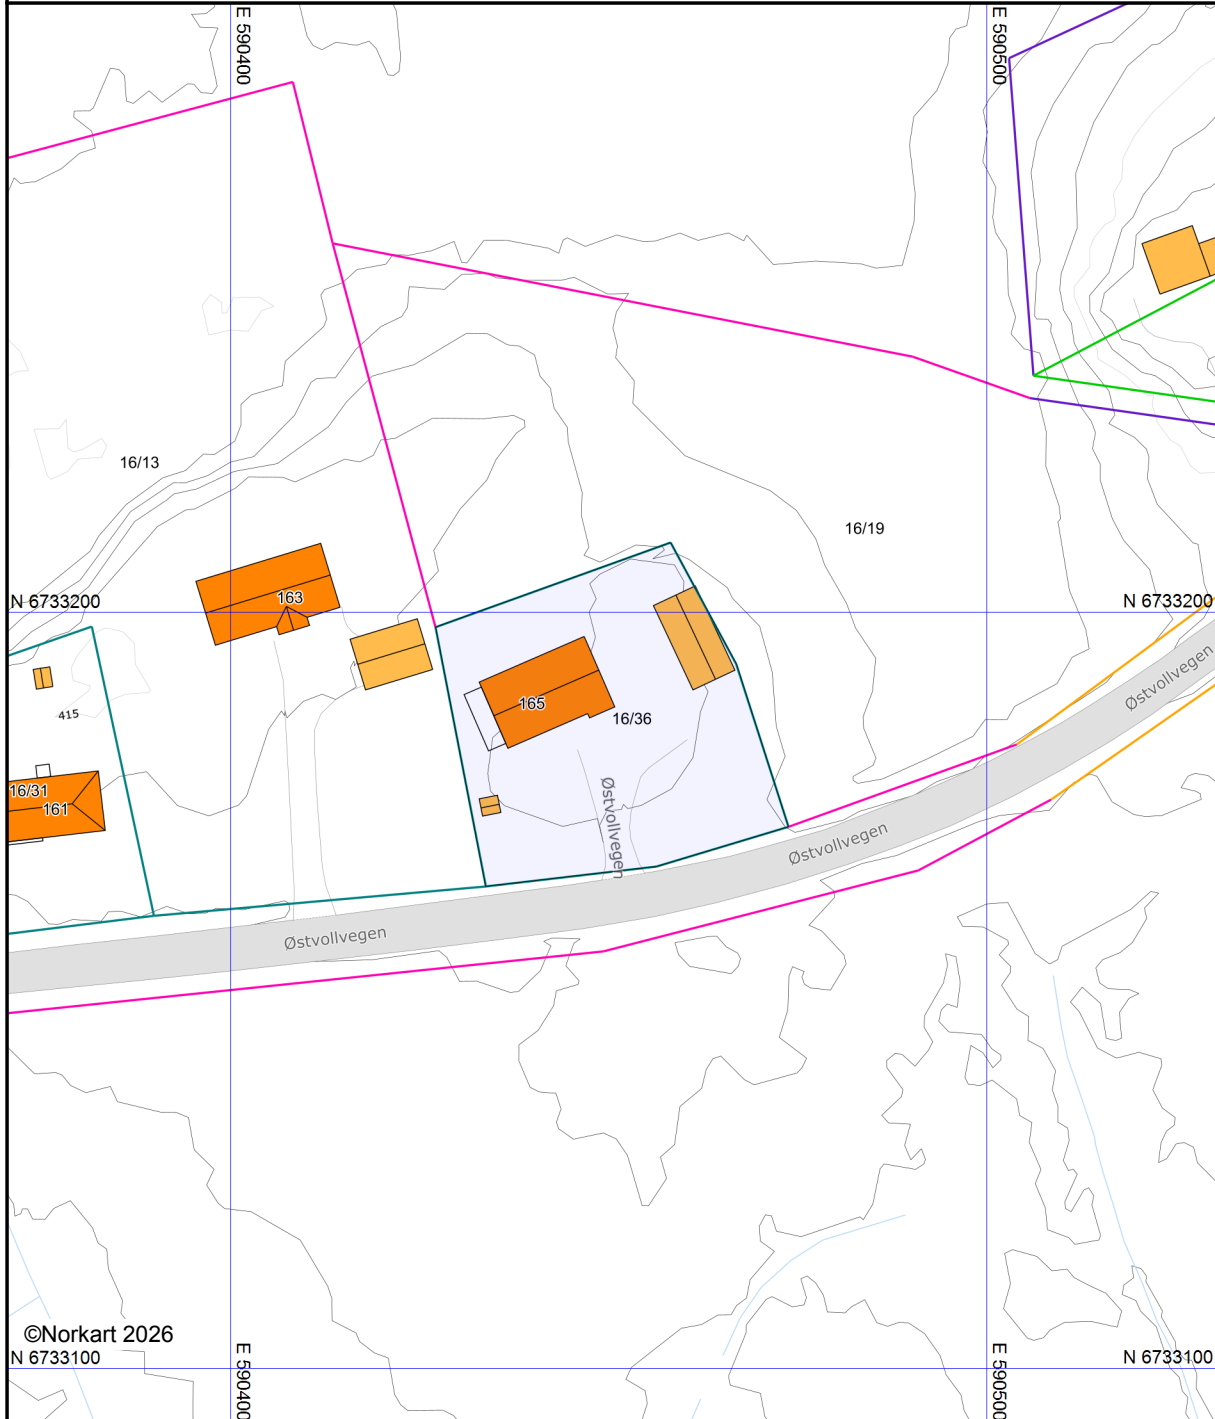 E 590400
E 590500
16/13
16/19
163
N 6733200
N 6733200
165
16/36
415
16/31
161
Østvollvegen
Østvollvegen
Østvollvegen
Østvollvegen
©Norkart 2026
N 6733100
N 6733100
E 590400
E 590500